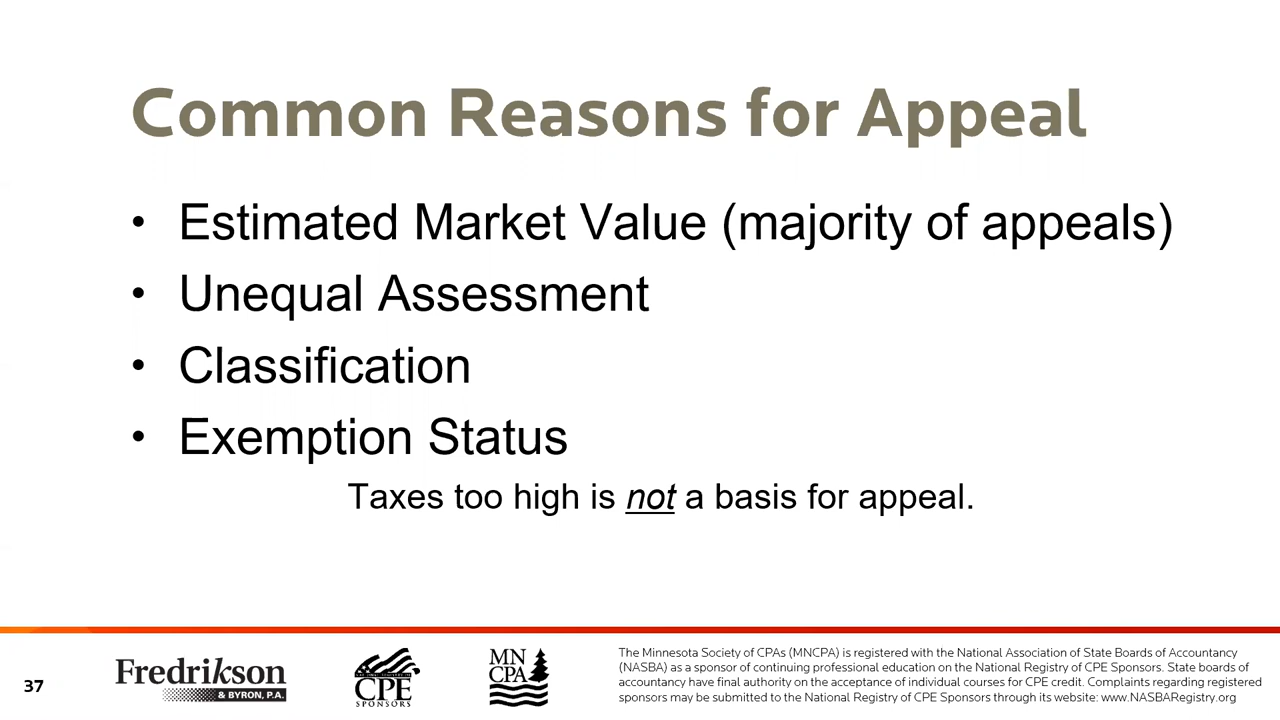 Common Reasons for Appeal
• Estimated Market Value (majority of appeals)
• Unequal Assessment
• Classification
• Exemption Status
Taxes too high is not a basis for appeal.
37
Fredrikson
& BYRON, P.A.
CPE
SPONSORS
MN
CPA
The Minnesota Society of CPAs (MNCPA) is registered with the National Association of State Boards of Accountancy
(NASBA) as a sponsor of continuing professional education on the National Registry of CPE Sponsors. State boards of
accountancy have final authority on the acceptance of individual courses for CPE credit. Complaints regarding registered
sponsors may be submitted to the National Registry of CPE Sponsors through its website: www.NASBARegistry.org